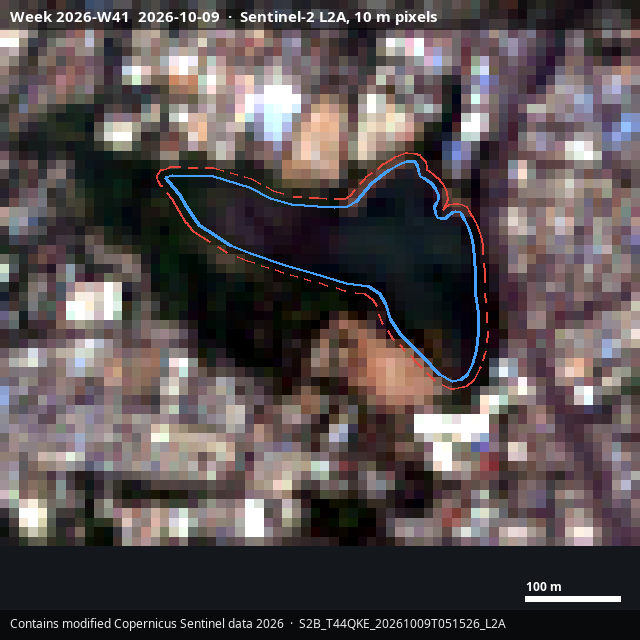 Week 2026-W41  2026-10-09  ·  Sentinel-2 L2A, 10 m pixels
100 m
Contains modified Copernicus Sentinel data 2026  ·  S2B_T44QKE_20261009T051526_L2A